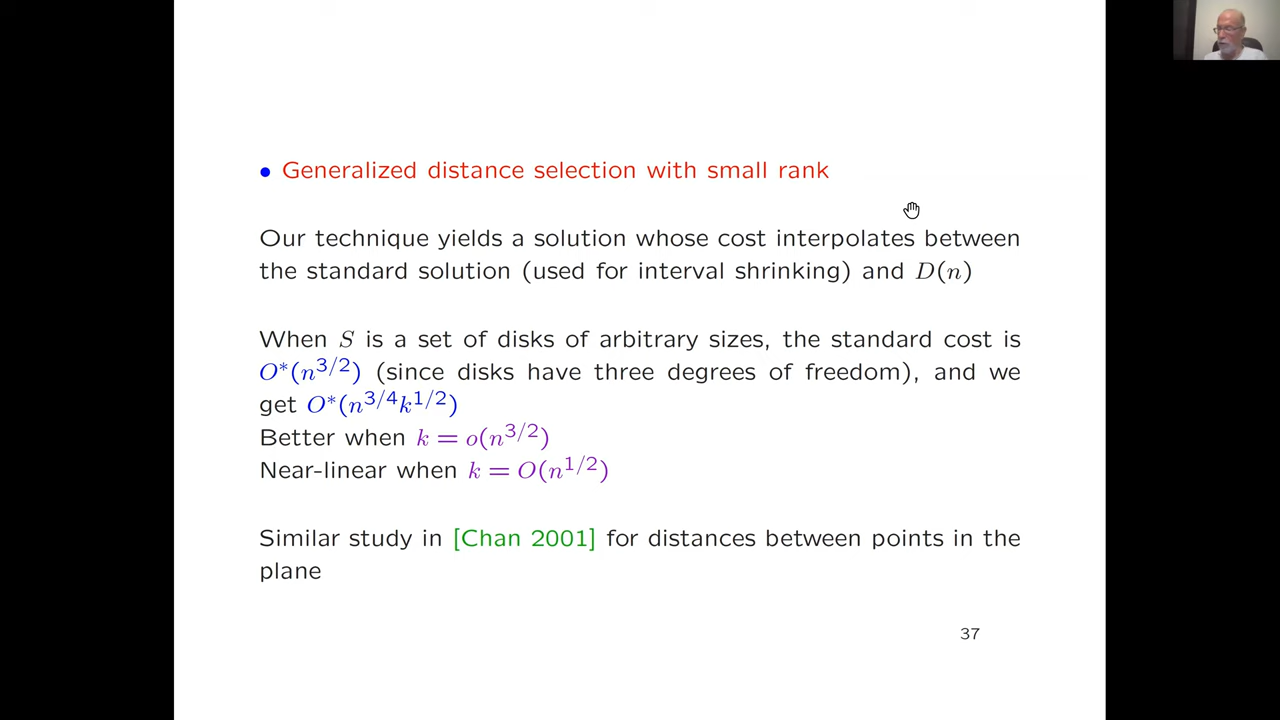 • Generalized distance selection with small rank
Our technique yields a solution whose cost interpolates between
the standard solution (used for interval shrinking) and D(n)
When S is a set of disks of arbitrary sizes, the standard cost is
O*(n^{3/2}) (since disks have three degrees of freedom), and we
get O*(n^{3/4}k^{1/2})
Better when k = o(n^{3/2})
Near-linear when k = O(n^{1/2})
Similar study in [Chan 2001] for distances between points in the
plane
37